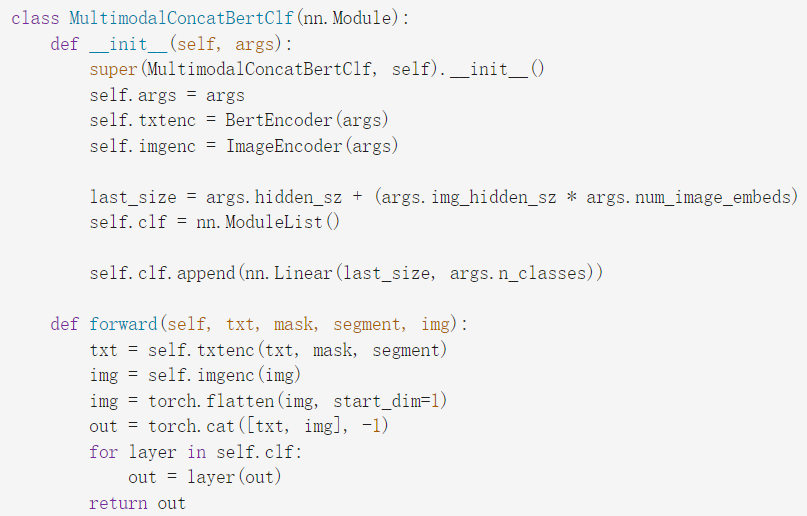 class MultimodalConcatBertClf(nn.Module):
    def __init__(self, args):
        super(MultimodalConcatBertClf, self).__init__()
        self.args = args
        self.txtenc = BertEncoder(args)
        self.imgenc = ImageEncoder(args)

        last_size = args.hidden_sz + (args.img_hidden_sz * args.num_image_embeds)
        self.clf = nn.ModuleList()

        self.clf.append(nn.Linear(last_size, args.n_classes))

    def forward(self, txt, mask, segment, img):
        txt = self.txtenc(txt, mask, segment)
        img = self.imgenc(img)
        img = torch.flatten(img, start_dim=1)
        out = torch.cat([txt, img], -1)
        for layer in self.clf:
            out = layer(out)
        return out